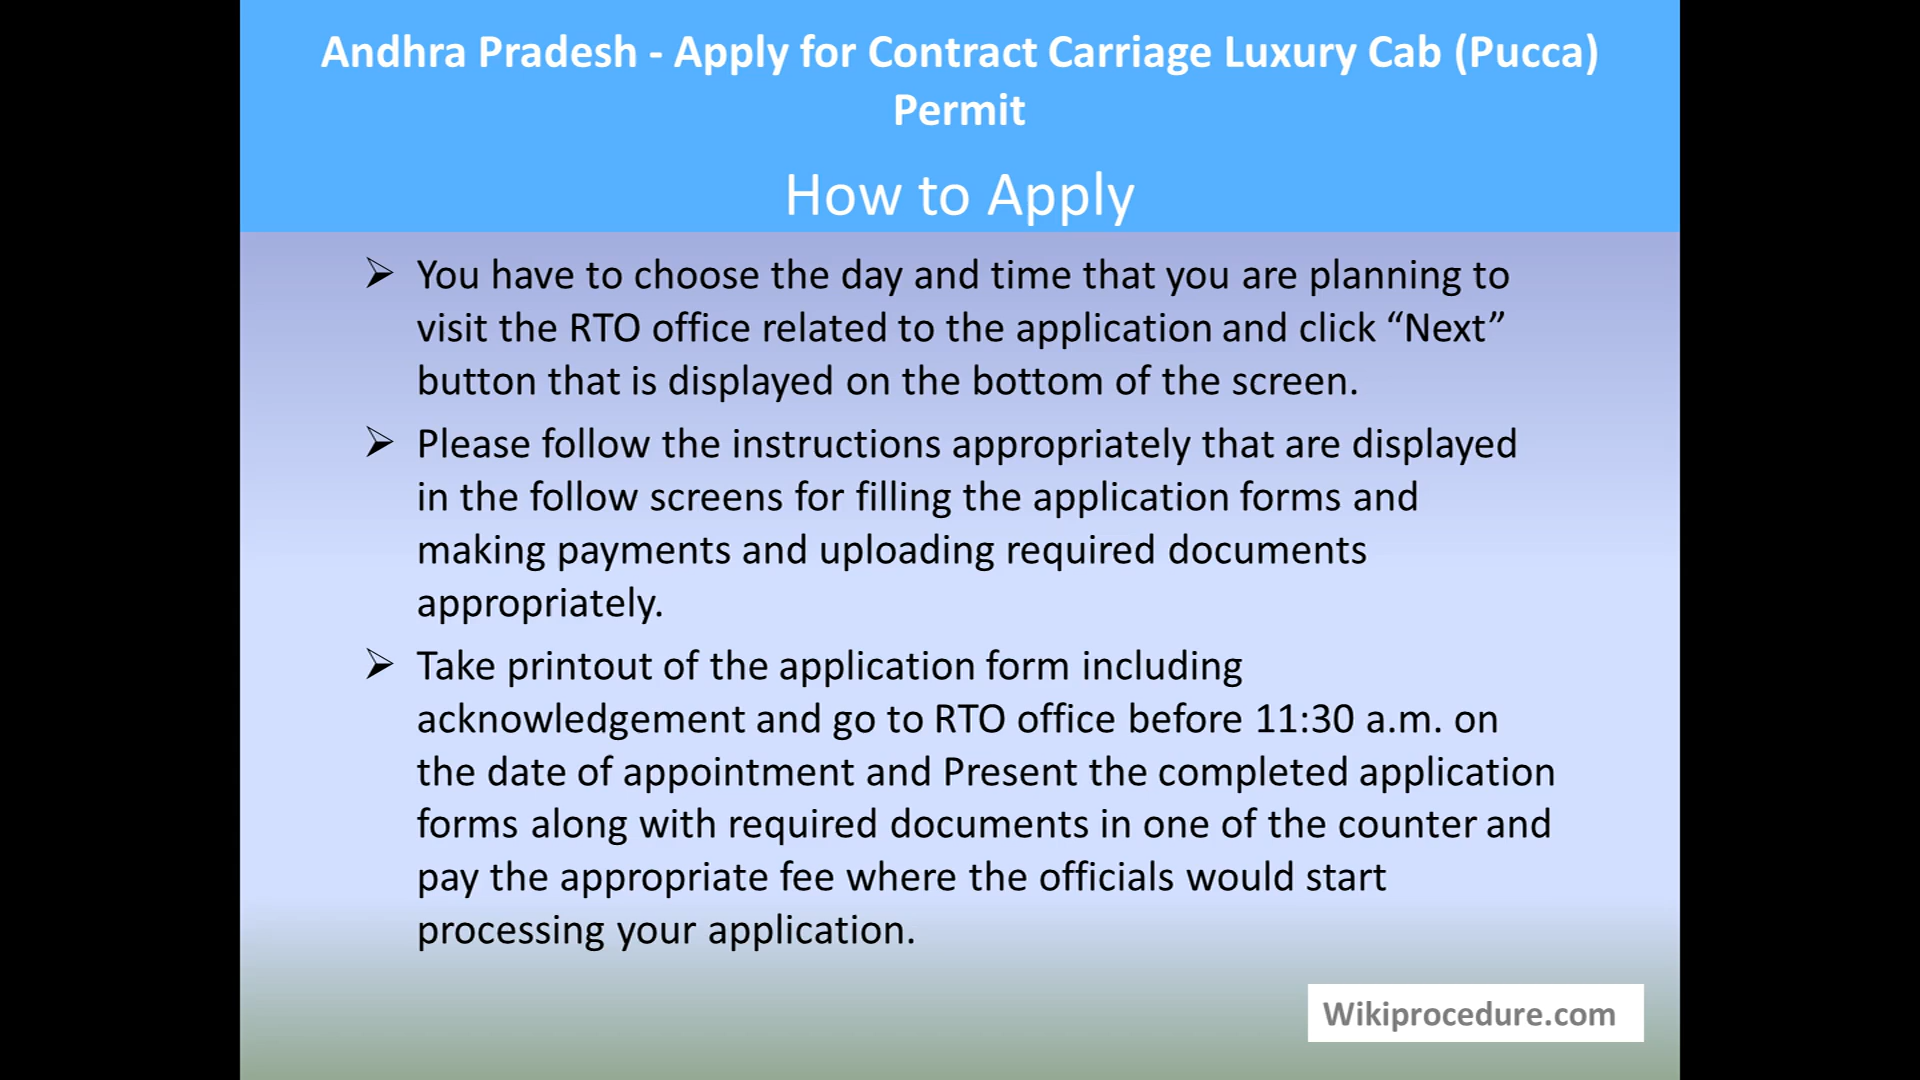 Andhra Pradesh - Apply for Contract Carriage Luxury Cab (Pucca)
Permit
How to Apply
➢ You have to choose the day and time that you are planning to
visit the RTO office related to the application and click “Next”
button that is displayed on the bottom of the screen.
➢ Please follow the instructions appropriately that are displayed
in the follow screens for filling the application forms and
making payments and uploading required documents
appropriately.
➢ Take printout of the application form including
acknowledgement and go to RTO office before 11:30 a.m. on
the date of appointment and Present the completed application
forms along with required documents in one of the counter and
pay the appropriate fee where the officials would start
processing your application.
Wikiprocedure.com